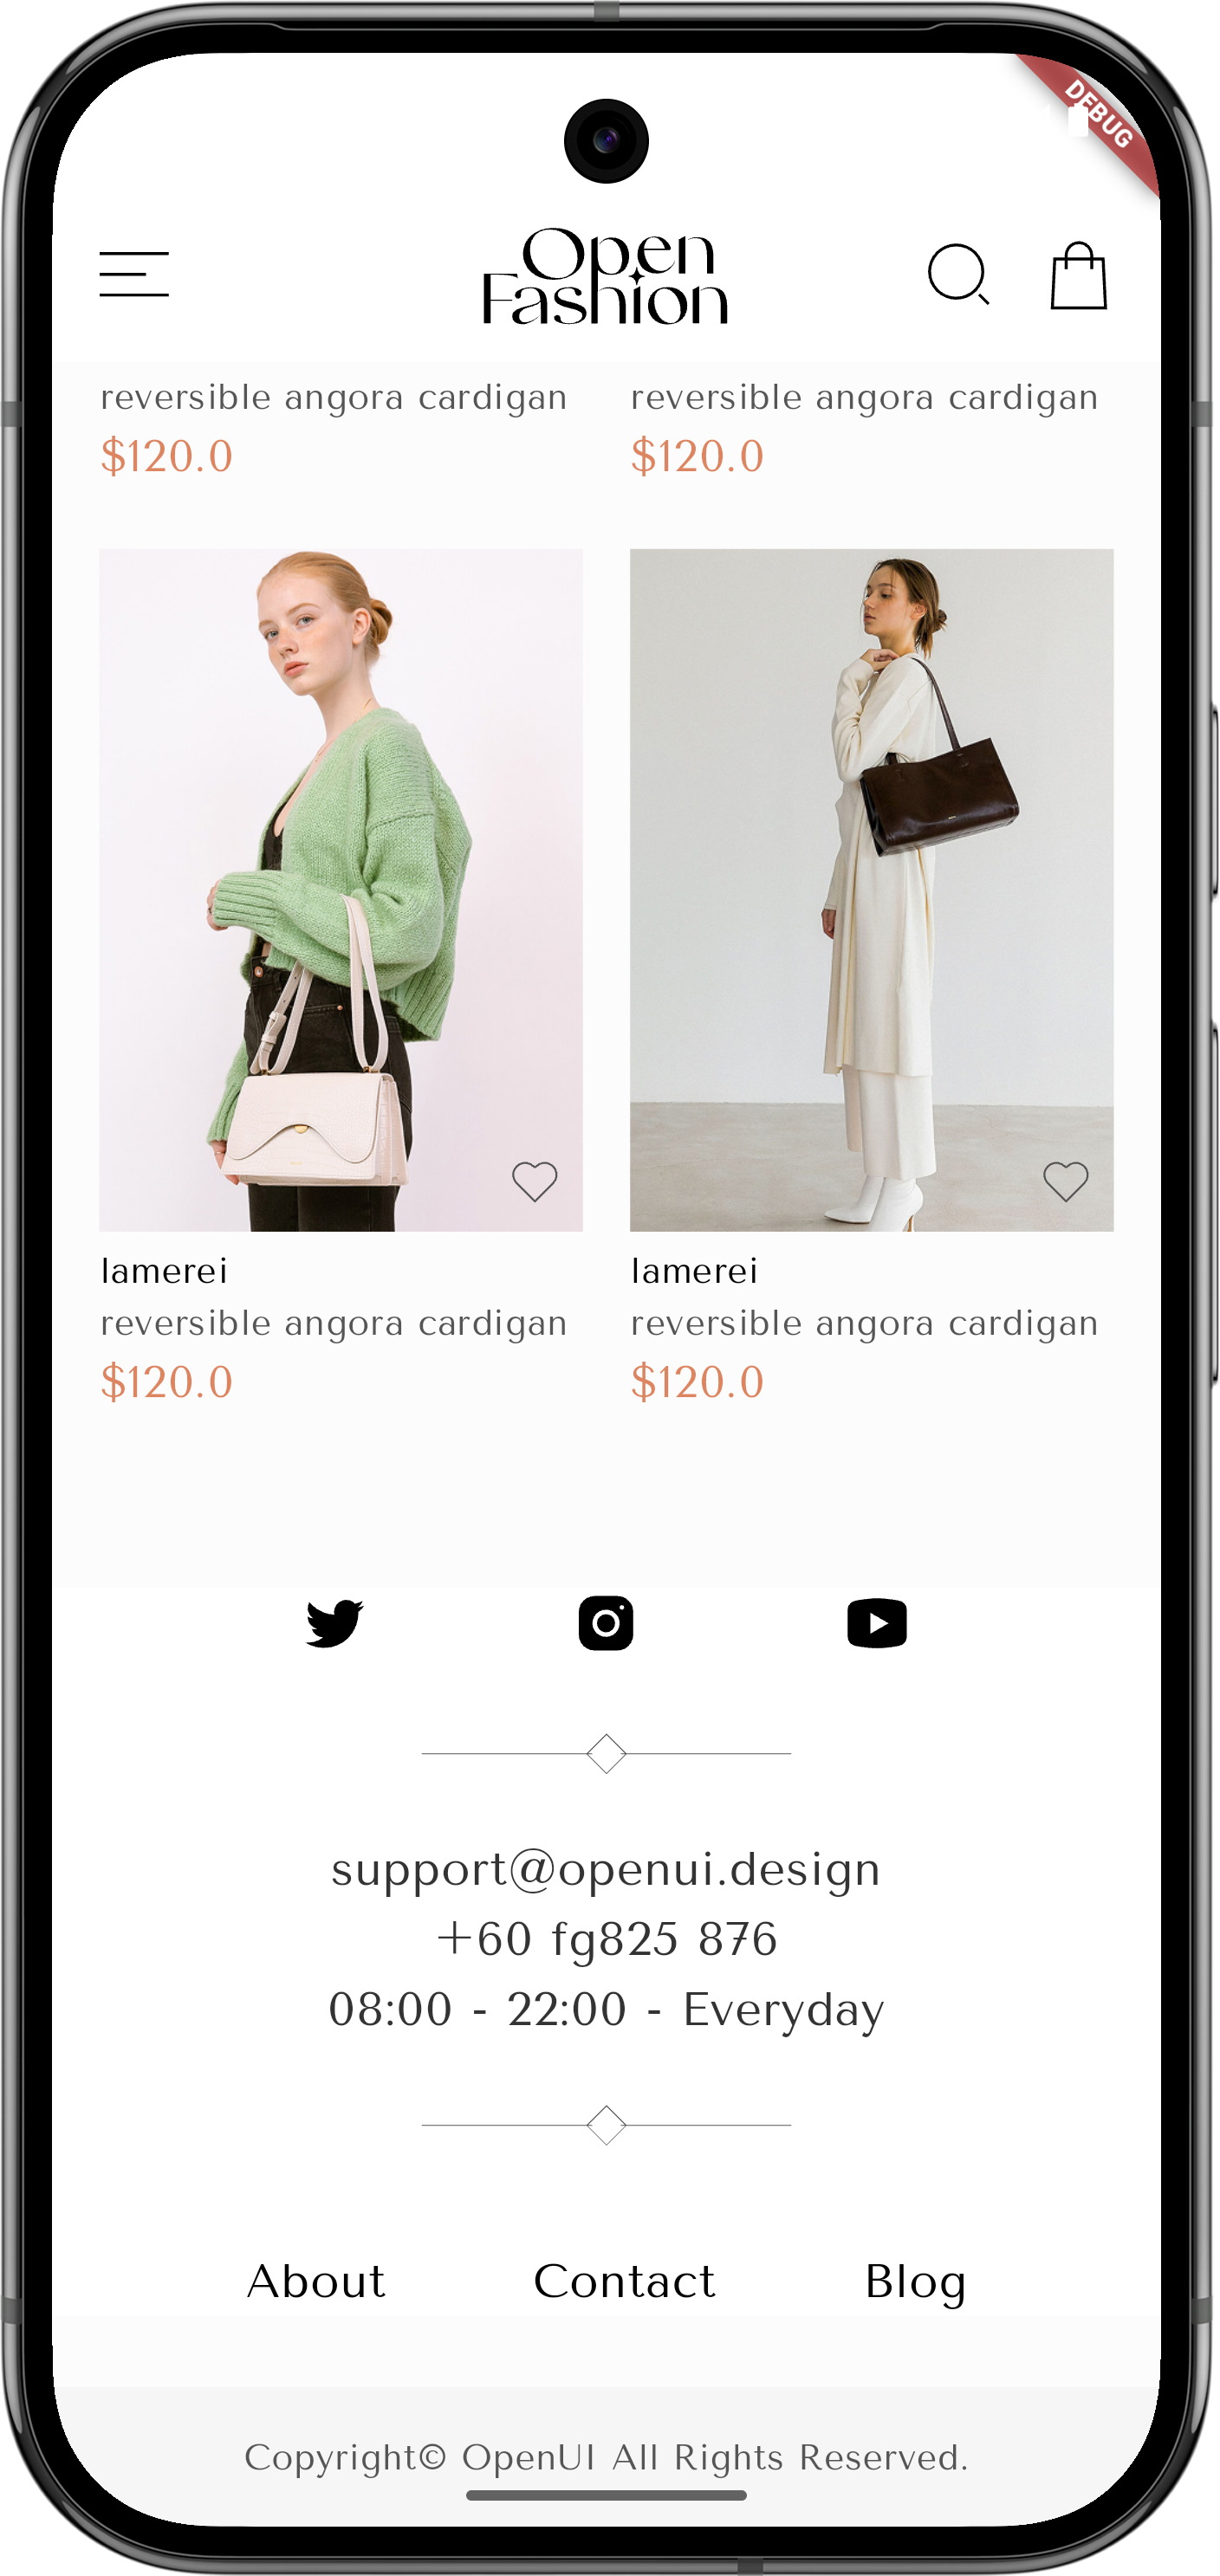 DEBUG
Open
Fashion
reversible angora cardigan reversible angora cardigan
$120.0 $120.0
lamerei lamerei
reversible angora cardigan reversible angora cardigan
$120.0 $120.0
support@openui.design
+60 fg825 876
08:00 - 22:00 - Everyday
About Contact Blog
Copyright© OpenUI All Rights Reserved.